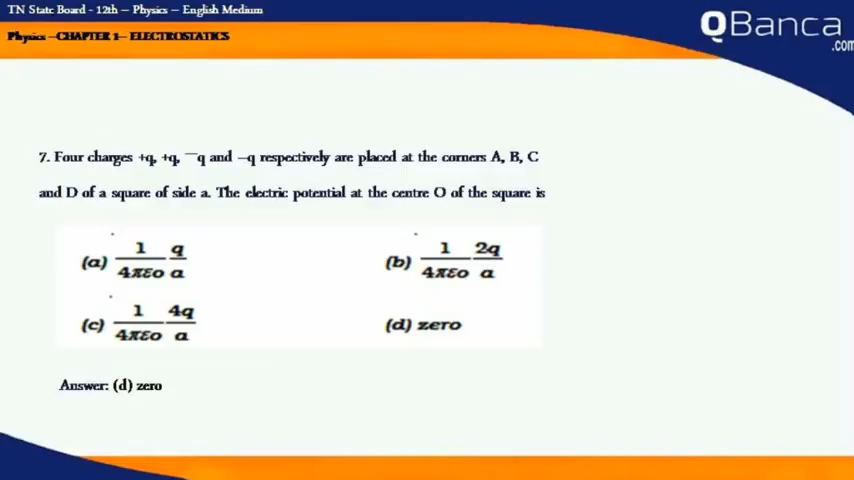 TN State Board - 12th – Physics – English Medium
Physics –CHAPTER 1– ELECTROSTATICS
QBanca
.com
7. Four charges +q, +q, ¯q and –q respectively are placed at the corners A, B, C
and D of a square of side a. The electric potential at the centre O of the square is
(a) 1/4πεo q/a
(b) 1/4πεo 2q/a
(c) 1/4πεo 4q/a
(d) zero
Answer: (d) zero